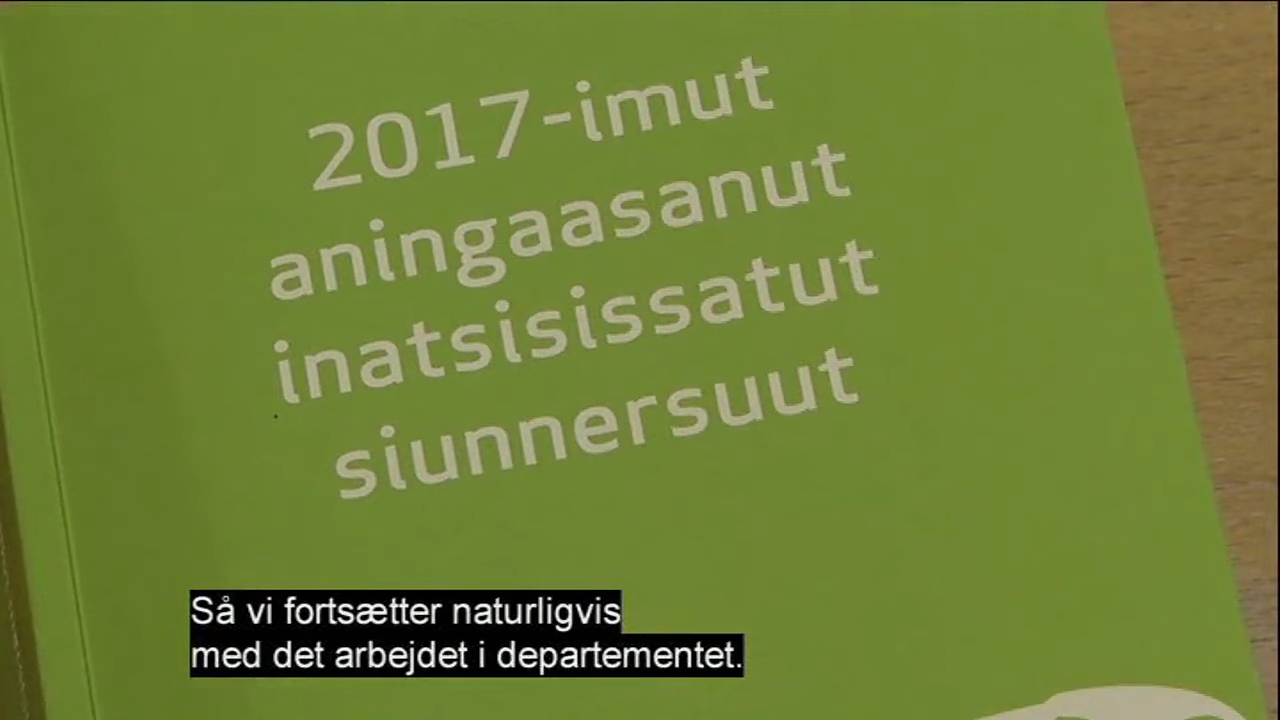 2017-imut
aningaasanut
inatsisissatut
siunnersuut
Så vi fortsætter naturligvis
med det arbejdet i departementet.